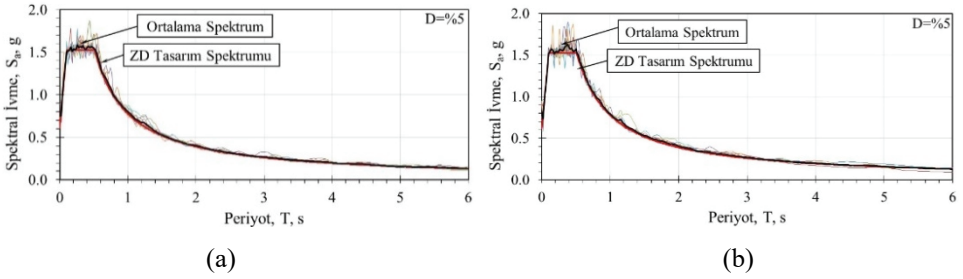 2.0
1.5
1.0
0.5
0.0
Spektral İvme, Sa, g
Ortalama Spektrum
ZD Tasarım Spektrumu
D=%5
0 1 2 3 4 5 6
Periyot, T, s
(a)
2.0
1.5
1.0
0.5
0.0
Spektral İvme, Sa, g
Ortalama Spektrum
ZD Tasarım Spektrumu
D=%5
0 1 2 3 4 5 6
Periyot, T, s
(b)